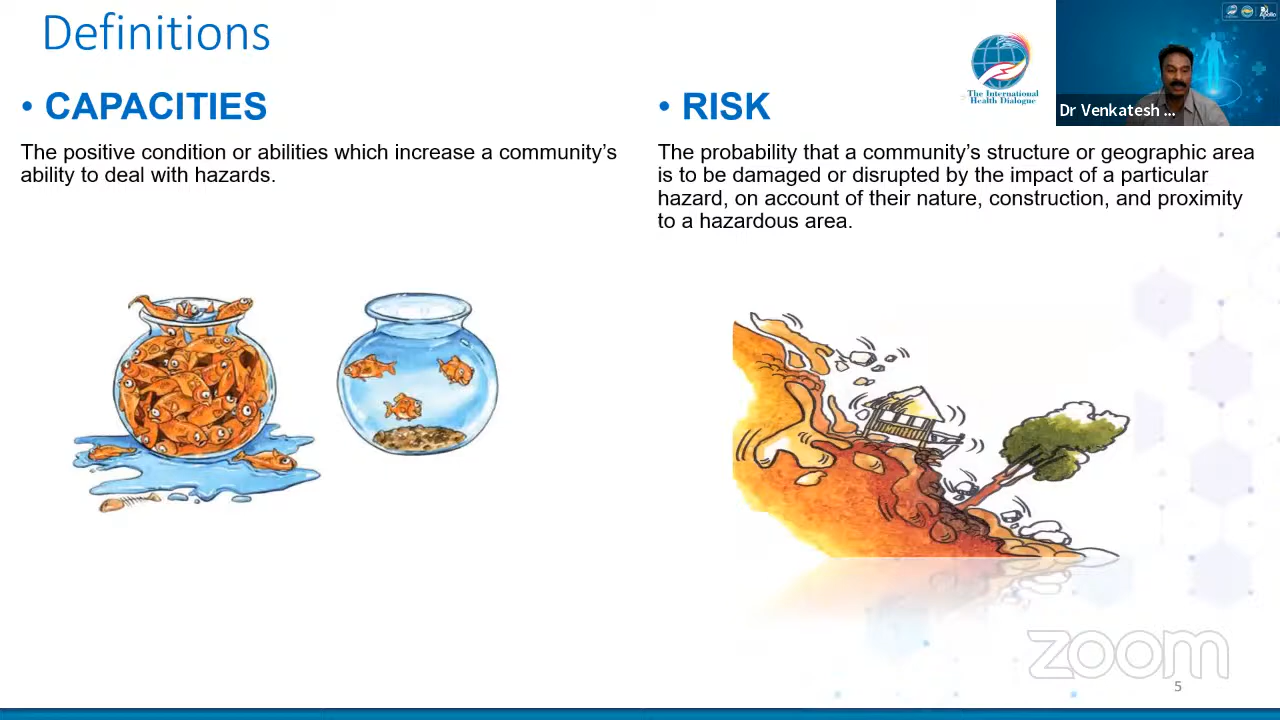 Definitions
• CAPACITIES
The positive condition or abilities which increase a community’s
ability to deal with hazards.
• RISK
The probability that a community’s structure or geographic area
is to be damaged or disrupted by the impact of a particular
hazard, on account of their nature, construction, and proximity
to a hazardous area.
The International
Health Dialogue
Apollo
Dr Venkatesh ...
zoom
5